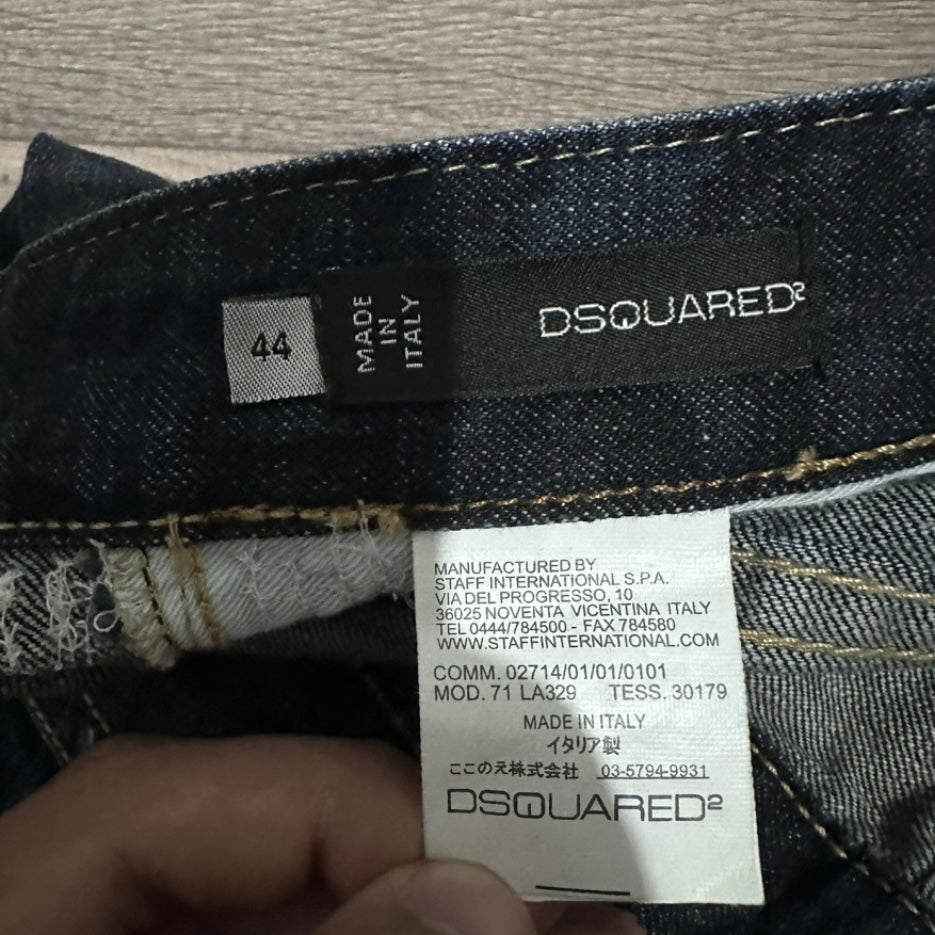 44
MADE
IN
ITALY
DSQUARED²
MANUFACTURED BY
STAFF INTERNATIONAL S.P.A.
VIA DEL PROGRESSO, 10
36025 NOVENTA VICENTINA ITALY
TEL 0444/784500 - FAX 784580
WWW.STAFFINTERNATIONAL.COM
COMM. 02714/01/01/0101
MOD. 71 LA329 TESS. 30179
MADE IN ITALY
イタリア製
ここのえ株式会社 03-5794-9931
DSQUARED²